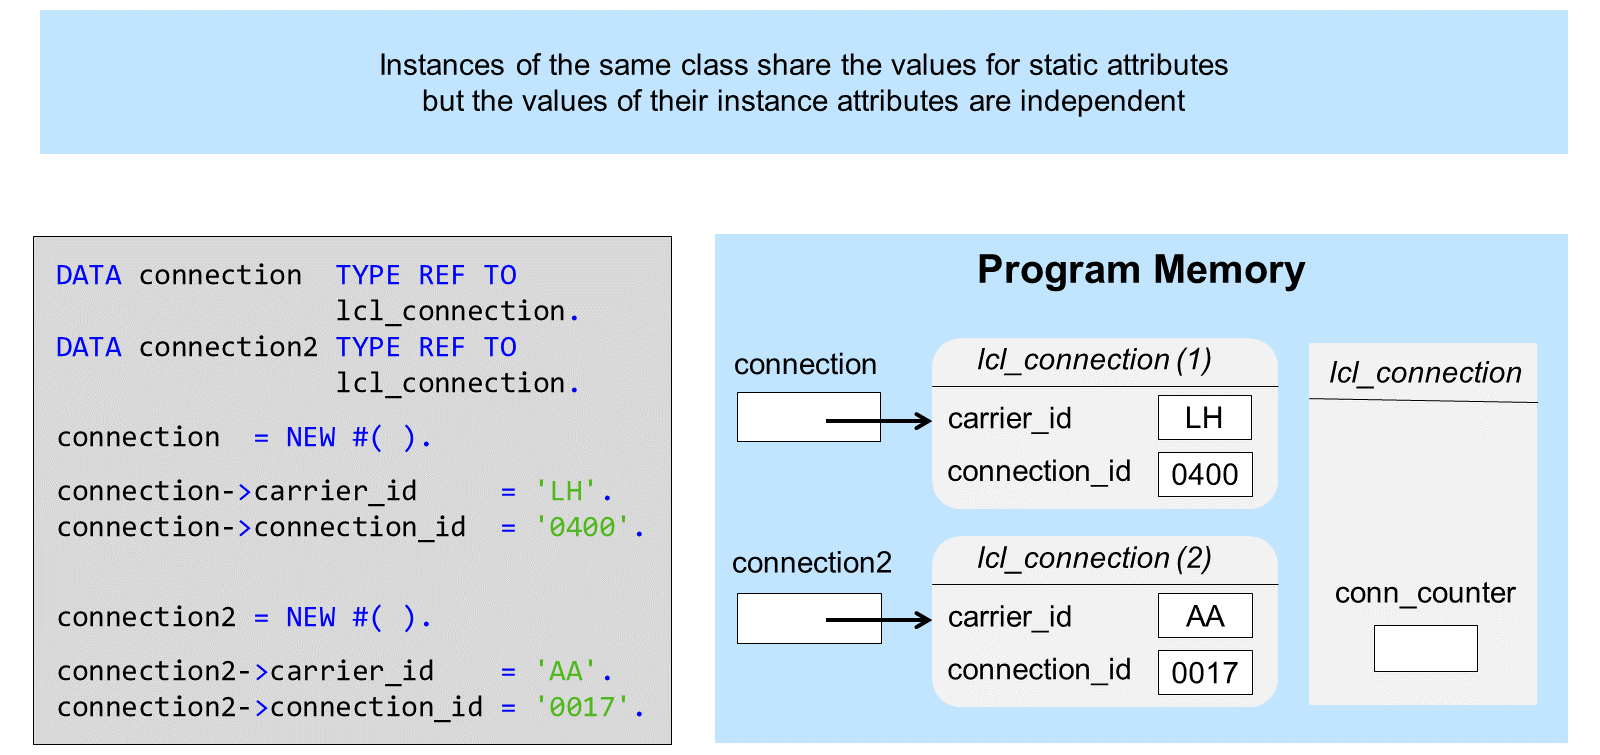 Instances of the same class share the values for static attributes
but the values of their instance attributes are independent
DATA connection  TYPE REF TO
                 lcl_connection.
DATA connection2 TYPE REF TO
                 lcl_connection.
connection  = NEW #( ).
connection->carrier_id     = 'LH'.
connection->connection_id  = '0400'.
connection2 = NEW #( ).
connection2->carrier_id    = 'AA'.
connection2->connection_id = '0017'.
Program Memory
connection
lcl_connection (1)
carrier_id LH
connection_id 0400
connection2
lcl_connection (2)
carrier_id AA
connection_id 0017
lcl_connection
conn_counter